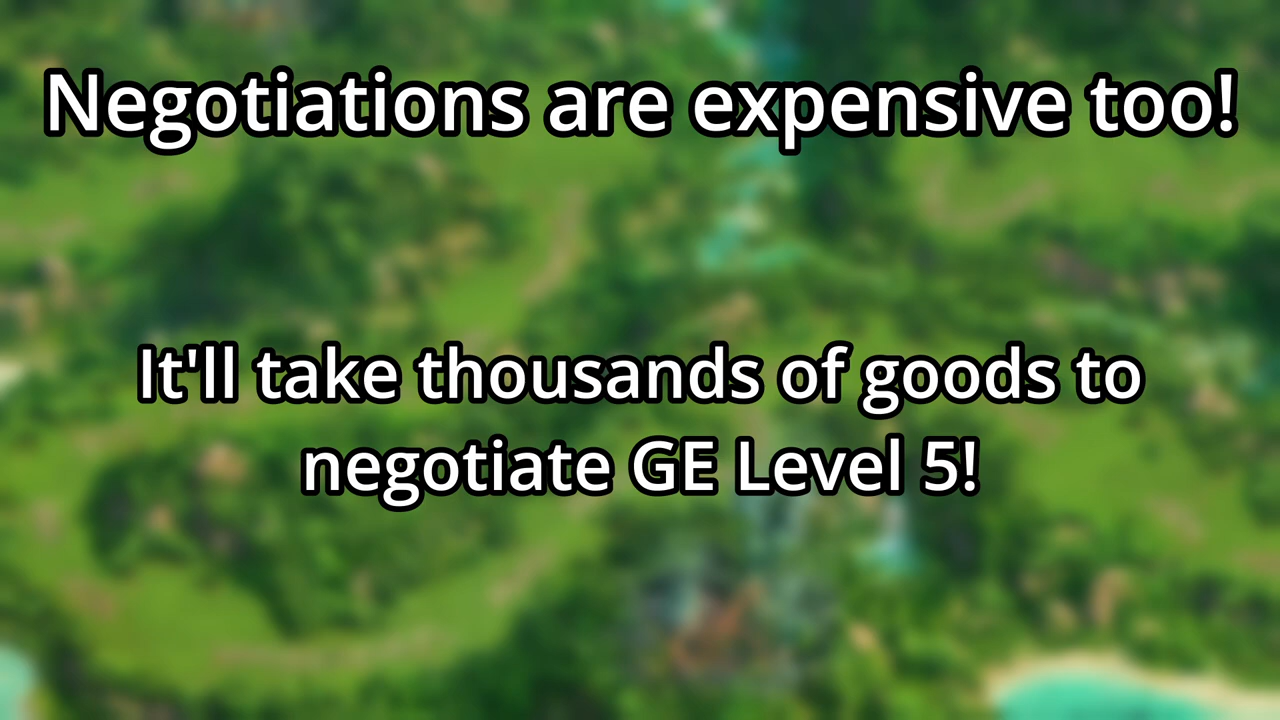 Negotiations are expensive too!
It'll take thousands of goods to
negotiate GE Level 5!